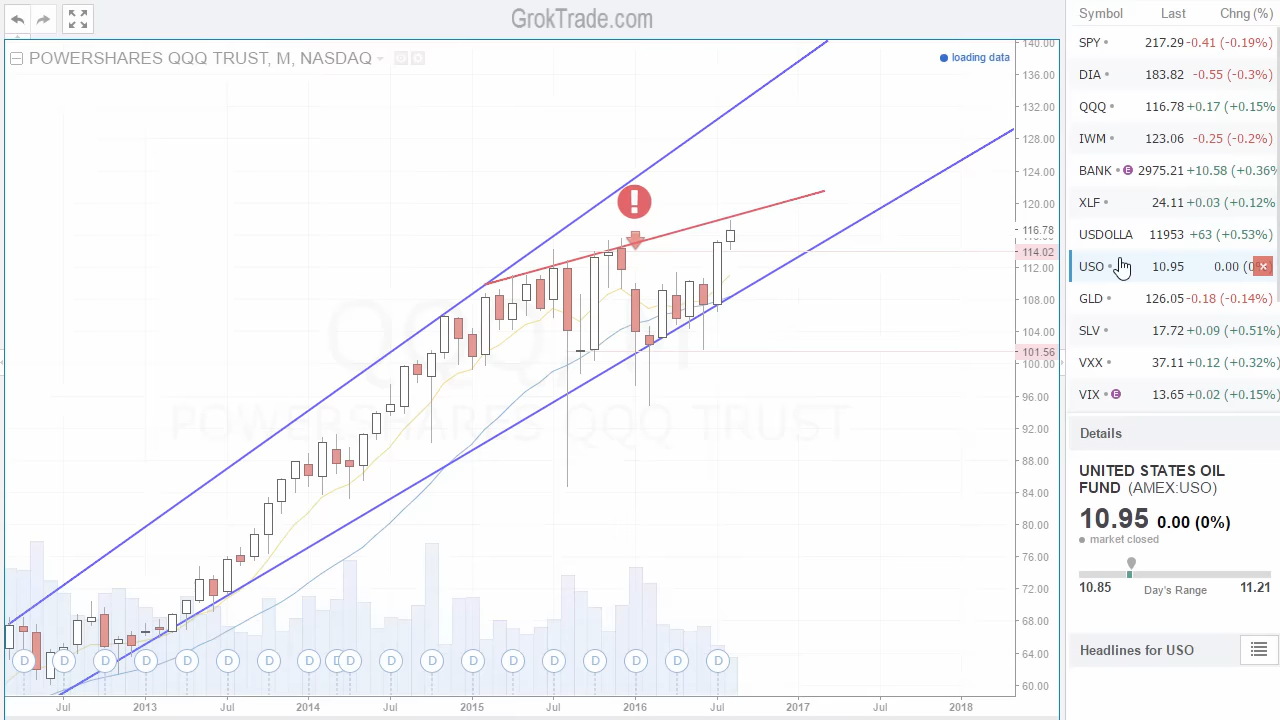 GrokTrade.com
POWERSHARES QQQ TRUST, M, NASDAQ
loading data
QQQ, M
POWERSHARES QQQ TRUST
140.00
136.00
132.00
128.00
124.00
120.00
116.78
114.02
112.00
108.00
104.00
101.56
100.00
96.00
92.00
88.00
84.00
80.00
76.00
72.00
68.00
64.00
60.00
D D D D D D D D D D D D D D D D D D D
Jul 2013 Jul 2014 Jul 2015 Jul 2016 Jul 2017 Jul 2018
Symbol Last Chng (%)
SPY 217.29 -0.41 (-0.19%)
DIA 183.82 -0.55 (-0.3%)
QQQ 116.78 +0.17 (+0.15%
IWM 123.06 -0.25 (-0.2%)
BANK E 2975.21 +10.58 (+0.36%
XLF 24.11 +0.03 (+0.12%
USDOLLA 11953 +63 (+0.53%)
USO 10.95 0.00
GLD 126.05 -0.18 (-0.14%)
SLV 17.72 +0.09 (+0.51%
VXX 37.11 +0.12 (+0.32%
VIX E 13.65 +0.02 (+0.15%
Details
UNITED STATES OIL
FUND (AMEX:USO)
10.95 0.00 (0%)
market closed
10.85 Day's Range 11.21
Headlines for USO